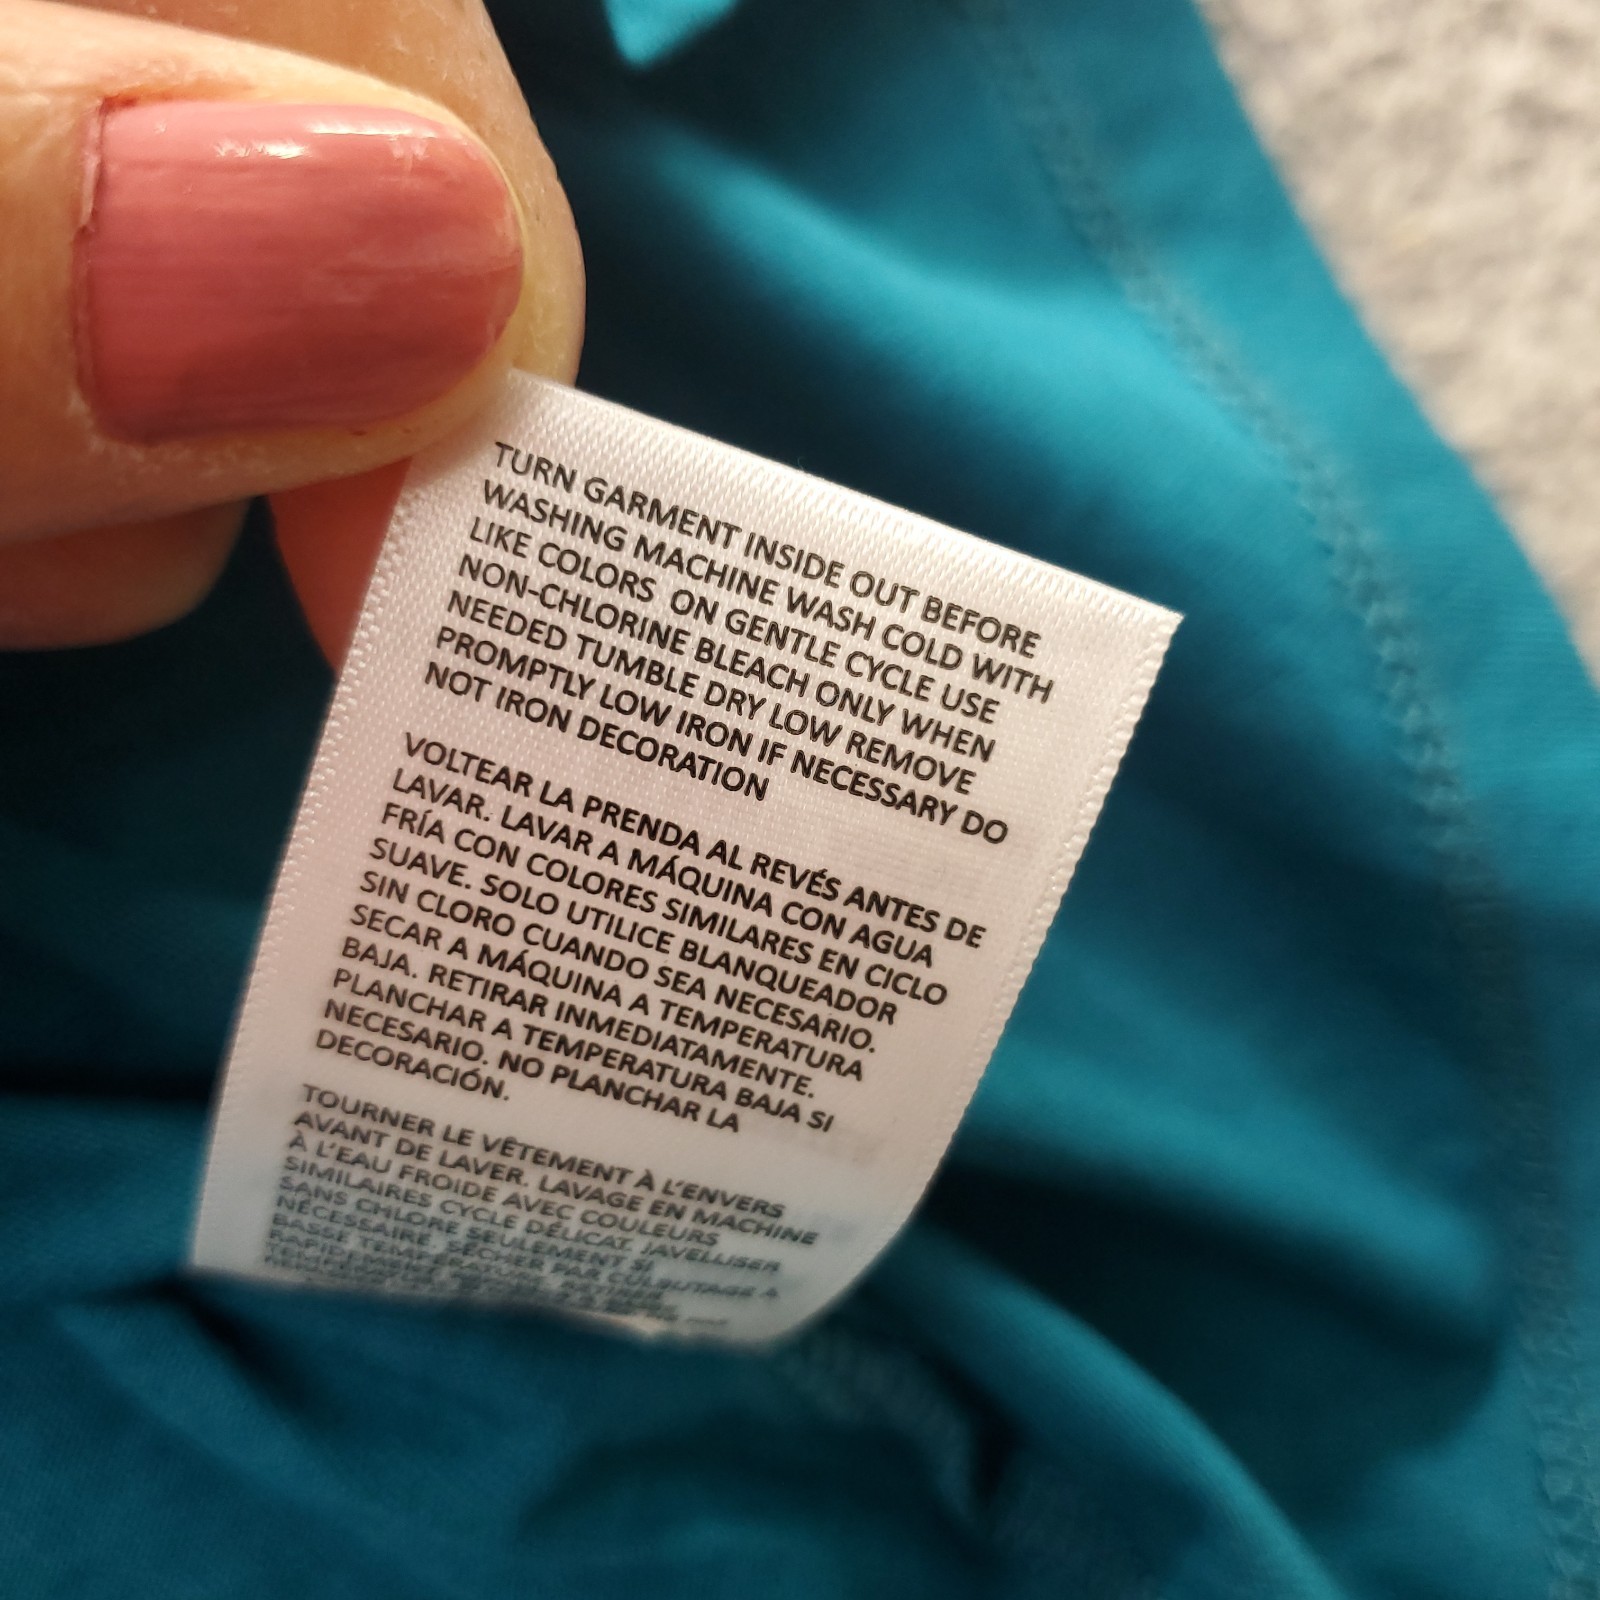 TURN GARMENT INSIDE OUT BEFORE
WASHING MACHINE WASH COLD WITH
LIKE COLORS ON GENTLE CYCLE USE
NON-CHLORINE BLEACH ONLY WHEN
NEEDED TUMBLE DRY LOW REMOVE
PROMPTLY LOW IRON IF NECESSARY DO
NOT IRON DECORATION
VOLTEAR LA PRENDA AL REVÉS ANTES DE
LAVAR. LAVAR A MÁQUINA CON AGUA
FRÍA CON COLORES SIMILARES EN CICLO
SUAVE. SOLO UTILICE BLANQUEADOR
SIN CLORO CUANDO SEA NECESARIO.
SECAR A MÁQUINA A TEMPERATURA
BAJA. RETIRAR INMEDIATAMENTE.
PLANCHAR A TEMPERATURA BAJA SI
NECESARIO. NO PLANCHAR LA
DECORACIÓN.
TOURNER LE VÊTEMENT À L'ENVERS
AVANT DE LAVER. LAVAGE EN MACHINE
À L'EAU FROIDE AVEC COULEURS
SIMILAIRES CYCLE DÉLICAT. JAVELLISER
SANS CHLORE SEULEMENT SI
NÉCESSAIRE. SÉCHER PAR CULBUTAGE À
BASSE TEMPÉRATURE. RETIRER
RAPIDEMENT.